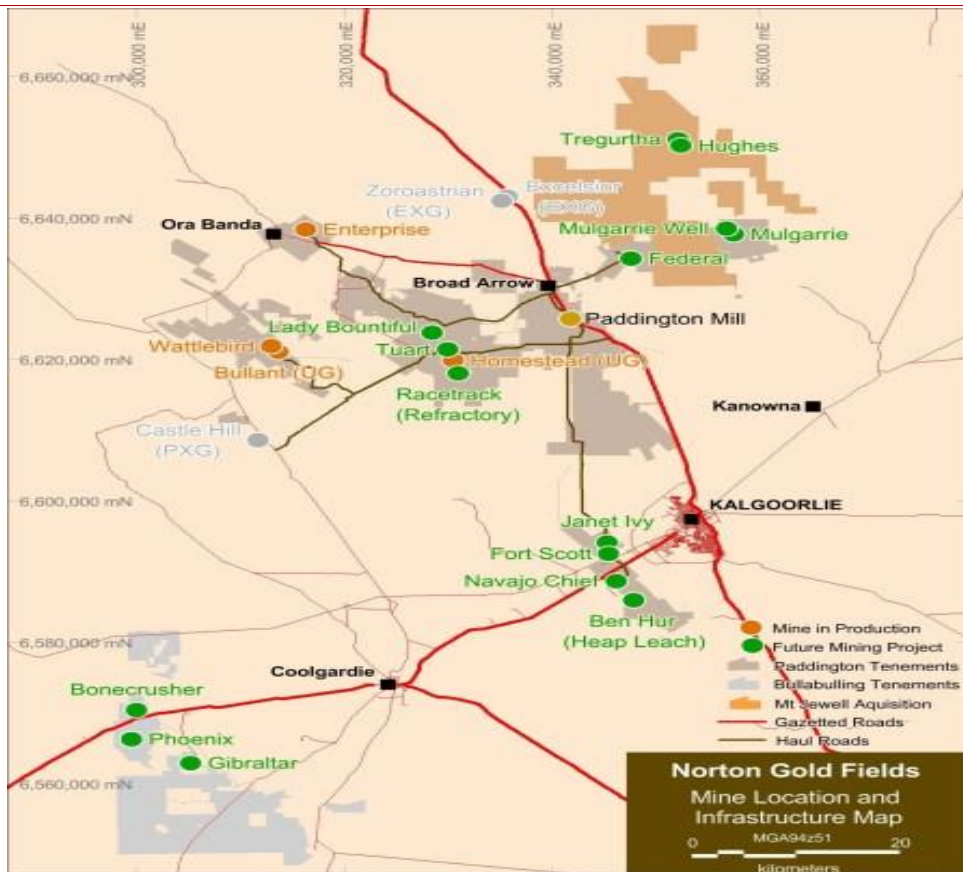 300,000 mE
320,000 mE
340,000 mE
360,000 mE
6,660,000 mN
Tregurtha
Hughes
Zoroastrian
(EXG)
Excelsior
(EXG)
6,640,000 mN
Ora Banda
Enterprise
Mulgarrie Well
Mulgarrie
Federal
Broad Arrow
Paddington Mill
Lady Bountiful
Tuart
Wattlebird
Bullant (UG)
6,620,000 mN
Homestead (UG)
Racetrack
(Refractory)
Kanowna
Castle Hill
(PXG)
6,600,000 mN
KALGOORLIE
Janet Ivy
Fort Scott
Navajo Chief
Ben Hur
(Heap Leach)
6,580,000 mN
Coolgardie
Bonecrusher
Phoenix
Gibraltar
6,560,000 mN
Mine in Production
Future Mining Project
Paddington Tenements
Bullabulling Tenements
Mt Jewell Aquisition
Gazetted Roads
Haul Roads
Norton Gold Fields
Mine Location and
Infrastructure Map
MGA94z51
0 20
kilometers